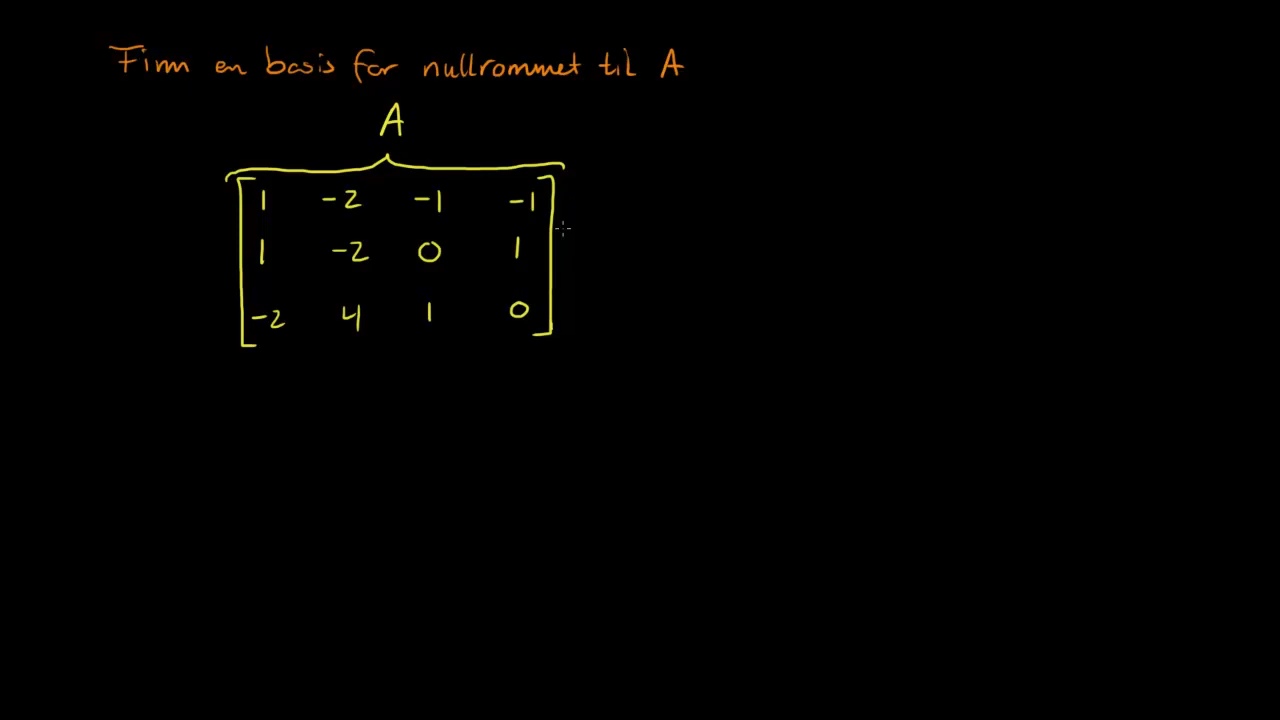 Finn en basis for nullrommet til A
A
1 -2 -1 -1
1 -2 0 1
-2 4 1 0